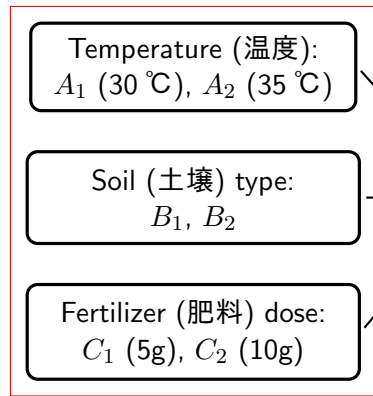 Temperature (温度):
A₁ (30 ℃), A₂ (35 ℃)
Soil (土壤) type:
B₁, B₂
Fertilizer (肥料) dose:
C₁ (5g), C₂ (10g)